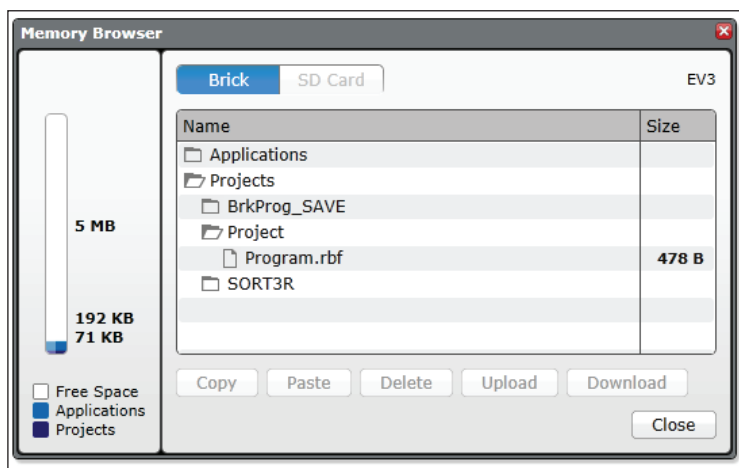 Memory Browser
Brick SD Card EV3
Name Size
Applications
Projects
BrkProg_SAVE
Project
Program.rbf 478 B
SORT3R
5 MB
192 KB
71 KB
Free Space
Applications
Projects
Copy Paste Delete Upload Download
Close